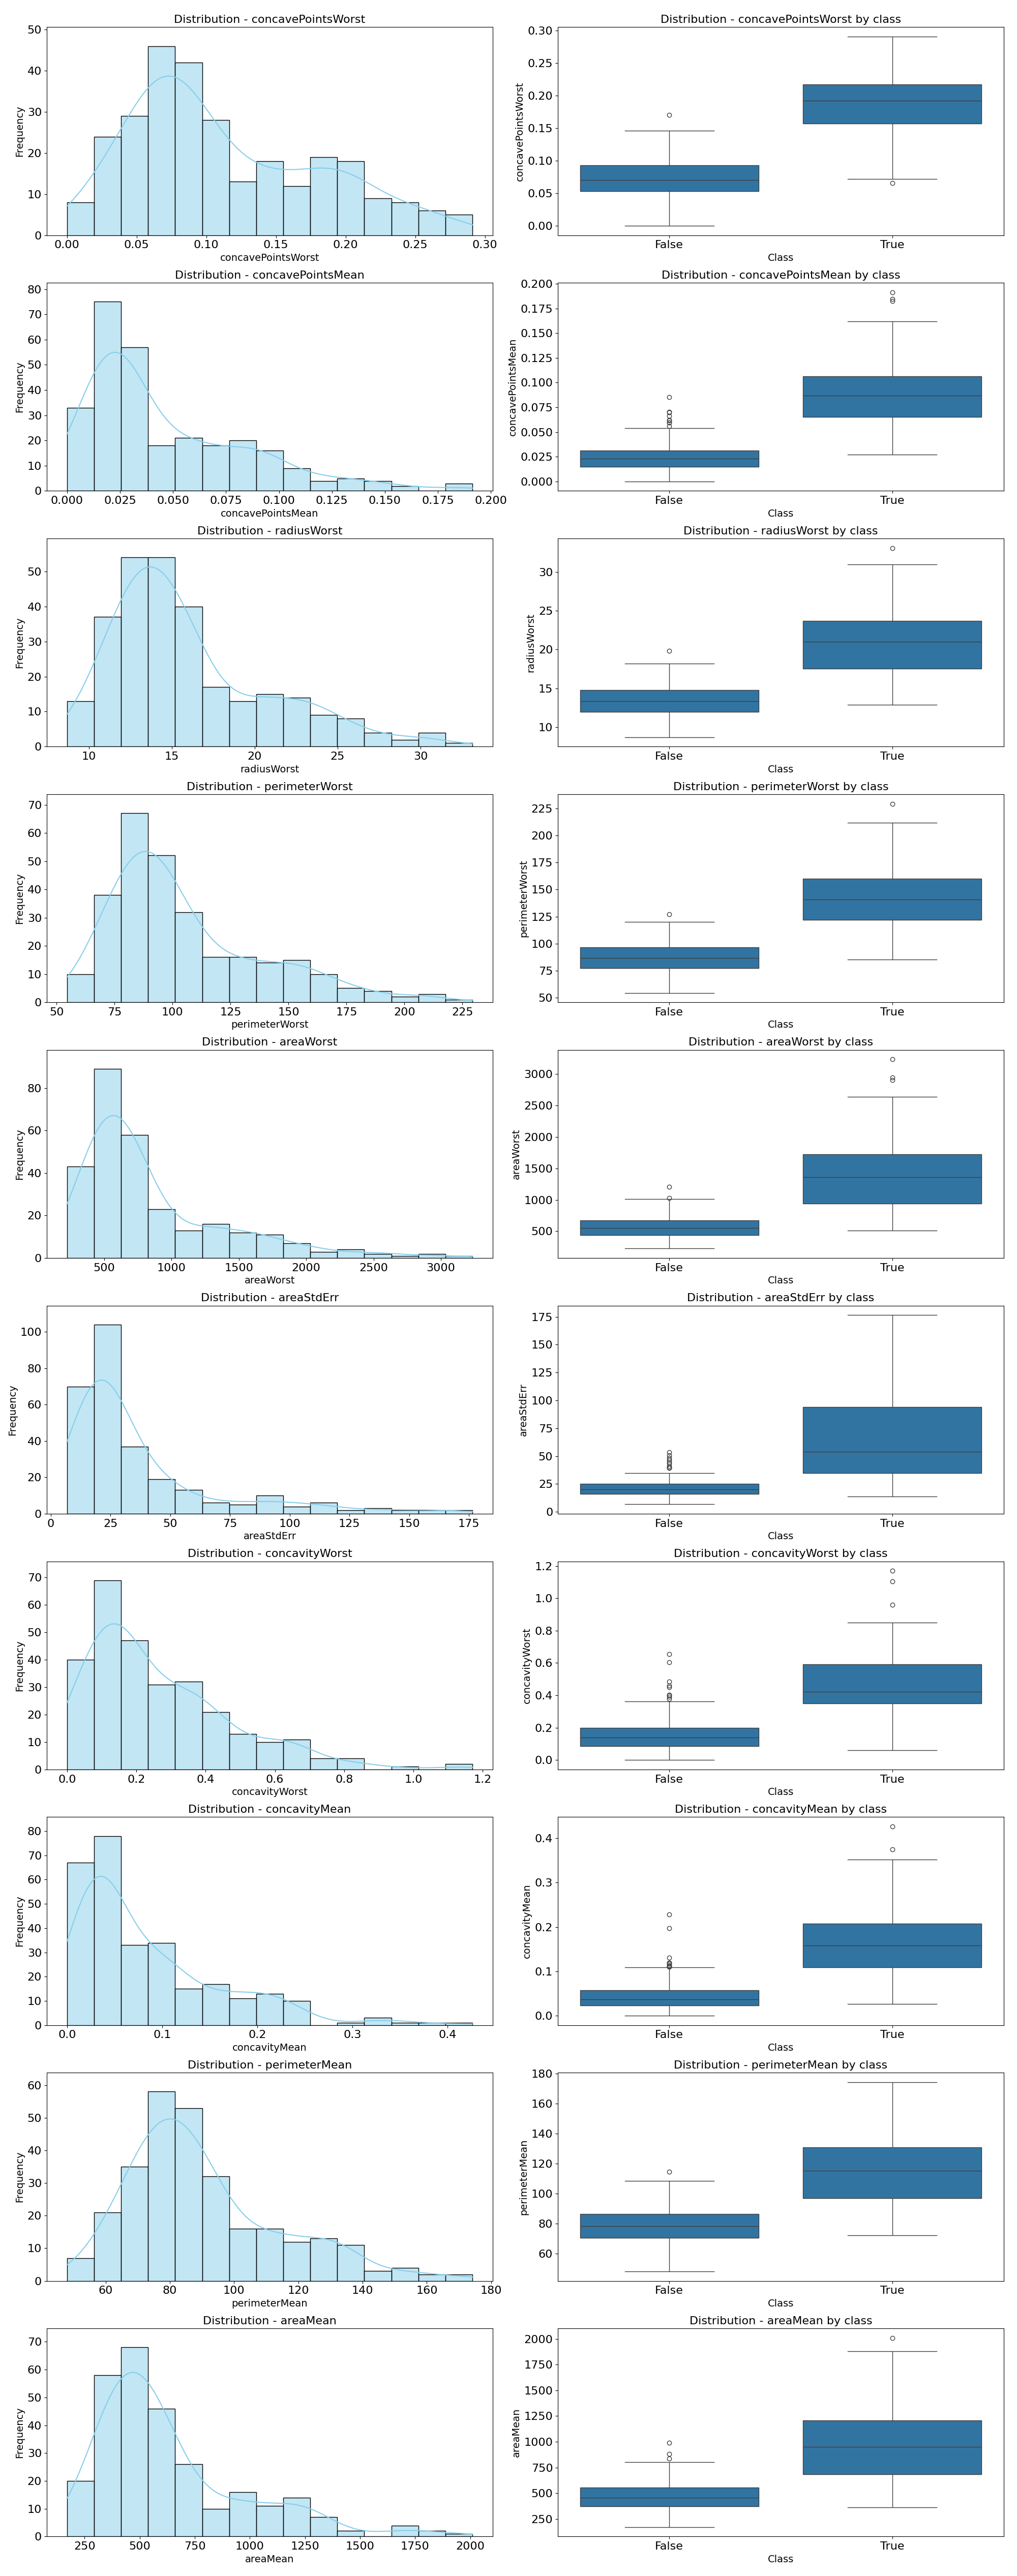 Distribution - concavePointsWorst
50
40
30
20
10
0
Frequency
0.00 0.05 0.10 0.15 0.20 0.25 0.30
concavePointsWorst
Distribution - concavePointsWorst by class
0.30
0.25
0.20
0.15
0.10
0.05
0.00
concavePointsWorst
False True
Class
Distribution - concavePointsMean
80
70
60
50
40
30
20
10
0
Frequency
0.000 0.025 0.050 0.075 0.100 0.125 0.150 0.175 0.200
concavePointsMean
Distribution - concavePointsMean by class
0.200
0.175
0.150
0.125
0.100
0.075
0.050
0.025
0.000
concavePointsMean
False True
Class
Distribution - radiusWorst
50
40
30
20
10
0
Frequency
10 15 20 25 30
radiusWorst
Distribution - radiusWorst by class
30
25
20
15
10
radiusWorst
False True
Class
Distribution - perimeterWorst
70
60
50
40
30
20
10
0
Frequency
50 75 100 125 150 175 200 225
perimeterWorst
Distribution - perimeterWorst by class
225
200
175
150
125
100
75
50
perimeterWorst
False True
Class
Distribution - areaWorst
80
60
40
20
0
Frequency
500 1000 1500 2000 2500 3000
areaWorst
Distribution - areaWorst by class
3000
2500
2000
1500
1000
500
areaWorst
False True
Class
Distribution - areaStdErr
100
80
60
40
20
0
Frequency
0 25 50 75 100 125 150 175
areaStdErr
Distribution - areaStdErr by class
175
150
125
100
75
50
25
0
areaStdErr
False True
Class
Distribution - concavityWorst
70
60
50
40
30
20
10
0
Frequency
0.0 0.2 0.4 0.6 0.8 1.0 1.2
concavityWorst
Distribution - concavityWorst by class
1.2
1.0
0.8
0.6
0.4
0.2
0.0
concavityWorst
False True
Class
Distribution - concavityMean
80
70
60
50
40
30
20
10
0
Frequency
0.0 0.1 0.2 0.3 0.4
concavityMean
Distribution - concavityMean by class
0.4
0.3
0.2
0.1
0.0
concavityMean
False True
Class
Distribution - perimeterMean
60
50
40
30
20
10
0
Frequency
60 80 100 120 140 160 180
perimeterMean
Distribution - perimeterMean by class
180
160
140
120
100
80
60
perimeterMean
False True
Class
Distribution - areaMean
70
60
50
40
30
20
10
0
Frequency
250 500 750 1000 1250 1500 1750 2000
areaMean
Distribution - areaMean by class
2000
1750
1500
1250
1000
750
500
250
areaMean
False True
Class